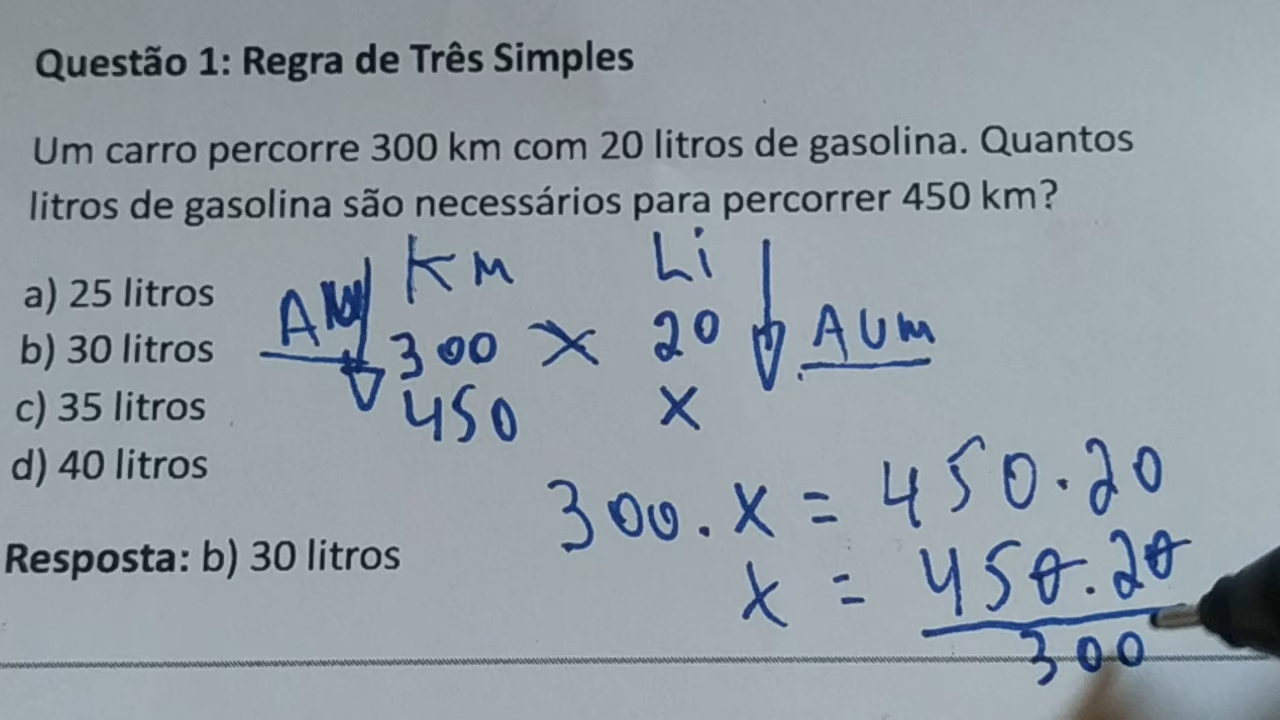 Questão 1: Regra de Três Simples
Um carro percorre 300 km com 20 litros de gasolina. Quantos
litros de gasolina são necessários para percorrer 450 km?
a) 25 litros
b) 30 litros
c) 35 litros
d) 40 litros
KM Li
300 x 20 AUM
450 x
300.x = 450.20
x = 450.20
300
Resposta: b) 30 litros